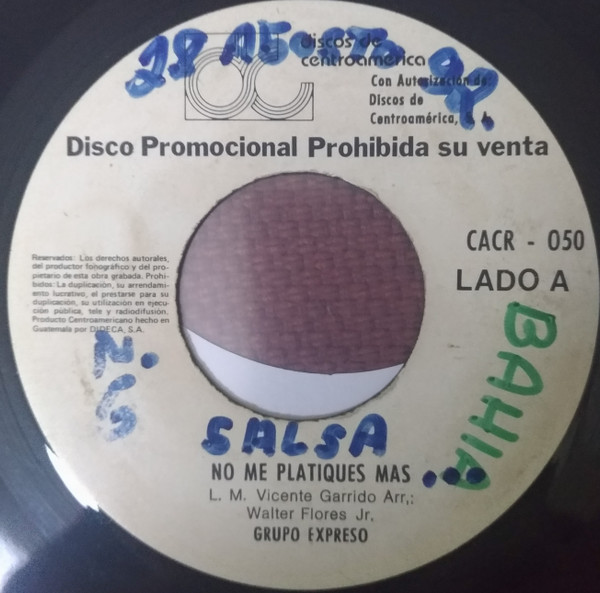 28 AGOSTO 92.
discos de
centroamérica
Con Autorización de
Discos de
Centroamérica, S. A.
Disco Promocional Prohibida su venta
CACR - 050
LADO A
Reservados: Los derechos autorales,
del productor fonográfico y del pro-
pietario de esta obra grabada. Prohi-
bidos: La duplicación, su arrendami-
ento lucrativo, el prestarse para su
duplicación, su utilización en ejecu-
ción pública, tele y radiodifusión.
Producto Centroamericano hecho en
Guatemala por DIDECA, S.A.
BAHIA
SALSA
NO ME PLATIQUES MAS
L. M. Vicente Garrido Arr,:
Walter Flores Jr,
GRUPO EXPRESO